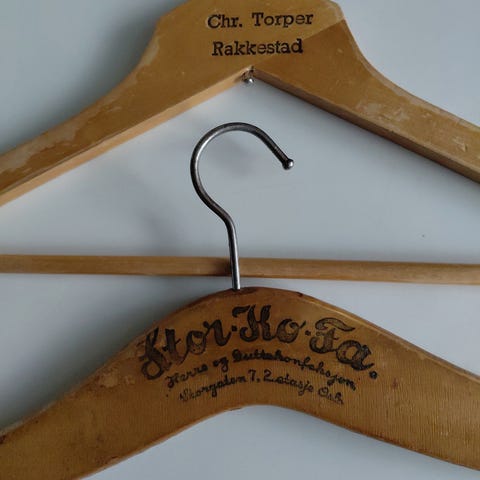 Chr. Torper
Rakkestad
Stor-Ko-Fa.
Herre og Guttekonfeksjon
Storgaten 7, 2.etasje Oslo.